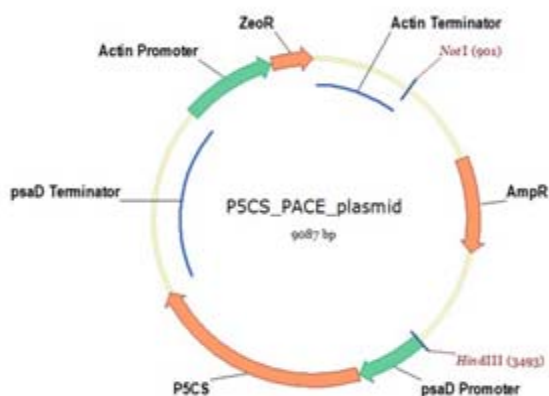 ZeoR
Actin Terminator
Actin Promoter
NotI (901)
psaD Terminator
AmpR
P5CS_PACE_plasmid
9087 bp
HindIII (3493)
P5CS
psaD Promoter